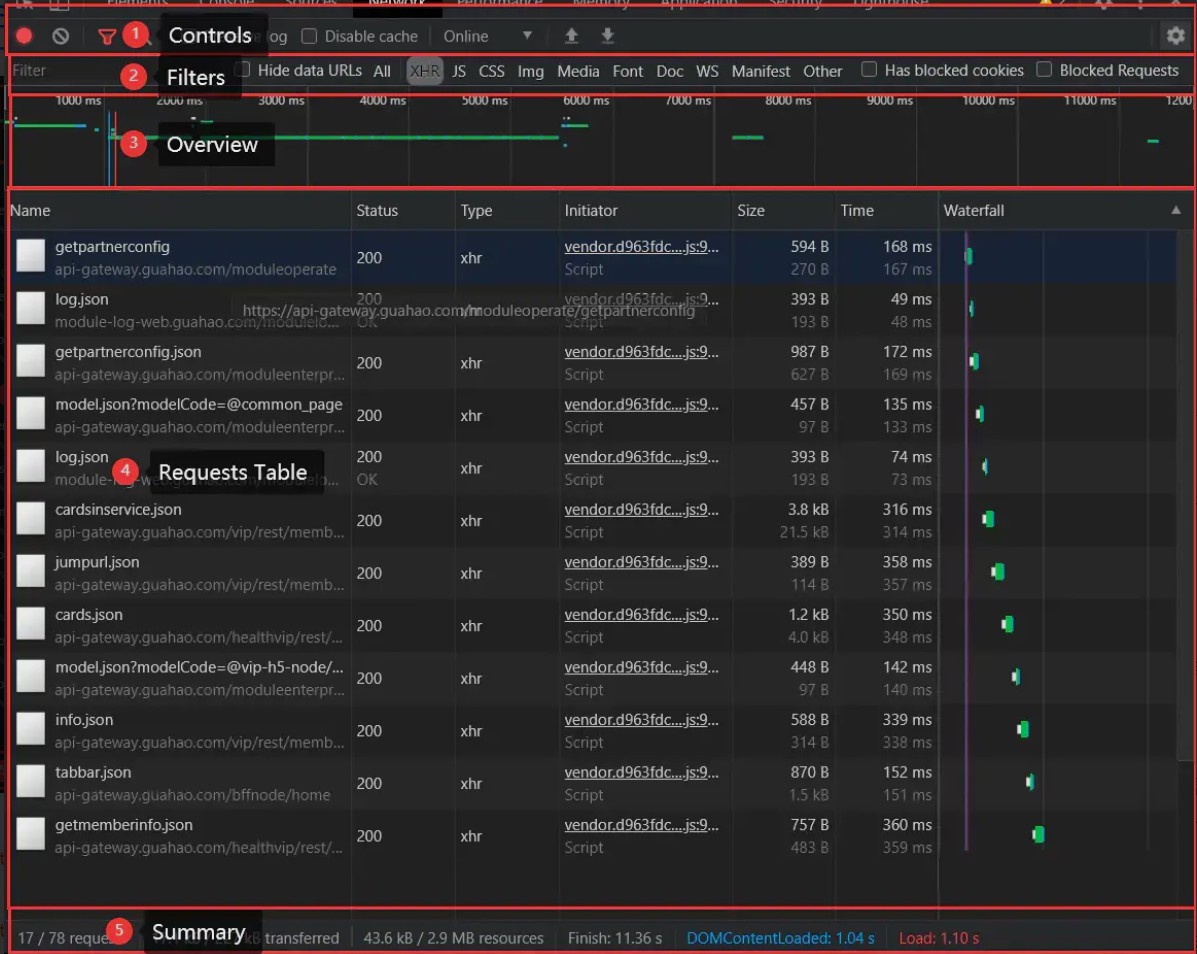 Elements Console Sources Network Performance Memory Application Security Lighthouse 2
1 Controls log Disable cache Online
Filter 2 Filters Hide data URLs All XHR JS CSS Img Media Font Doc WS Manifest Other Has blocked cookies Blocked Requests
1000 ms 2000 ms 3000 ms 4000 ms 5000 ms 6000 ms 7000 ms 8000 ms 9000 ms 10000 ms 11000 ms 1200
3 Overview
Name Status Type Initiator Size Time Waterfall
getpartnerconfig 200 xhr vendor.d963fdc....js:9... 594 B 168 ms
api-gateway.guahao.com/moduleoperate Script 270 B 167 ms
log.json 200 vendor.d963fdc....js:9... 393 B 49 ms
https://api-gateway.guahao.com/moduleoperate/getpartnerconfig
module-log-web.guahao.com/modulelo... OK Script 193 B 48 ms
getpartnerconfig.json 200 xhr vendor.d963fdc....js:9... 987 B 172 ms
api-gateway.guahao.com/moduleenterpr... Script 627 B 169 ms
model.json?modelCode=@common_page 200 xhr vendor.d963fdc....js:9... 457 B 135 ms
api-gateway.guahao.com/moduleenterpr... Script 97 B 133 ms
log.json 200 xhr vendor.d963fdc....js:9... 393 B 74 ms
4 Requests Table
module-log-web.guahao.com/modulelo... OK Script 193 B 73 ms
cardsinservice.json 200 xhr vendor.d963fdc....js:9... 3.8 kB 316 ms
api-gateway.guahao.com/vip/rest/memb... Script 21.5 kB 314 ms
jumpurl.json 200 xhr vendor.d963fdc....js:9... 389 B 358 ms
api-gateway.guahao.com/vip/rest/memb... Script 114 B 357 ms
cards.json 200 xhr vendor.d963fdc....js:9... 1.2 kB 350 ms
api-gateway.guahao.com/healthvip/rest/... Script 4.0 kB 348 ms
model.json?modelCode=@vip-h5-node/... 200 xhr vendor.d963fdc....js:9... 448 B 142 ms
api-gateway.guahao.com/moduleenterpr... Script 97 B 140 ms
info.json 200 xhr vendor.d963fdc....js:9... 588 B 339 ms
api-gateway.guahao.com/vip/rest/memb... Script 314 B 338 ms
tabbar.json 200 xhr vendor.d963fdc....js:9... 870 B 152 ms
api-gateway.guahao.com/bffnode/home Script 1.5 kB 151 ms
getmemberinfo.json 200 xhr vendor.d963fdc....js:9... 757 B 360 ms
api-gateway.guahao.com/healthvip/rest/... Script 483 B 359 ms
17 / 78 reque 5 Summary kB transferred 43.6 kB / 2.9 MB resources Finish: 11.36 s DOMContentLoaded: 1.04 s Load: 1.10 s